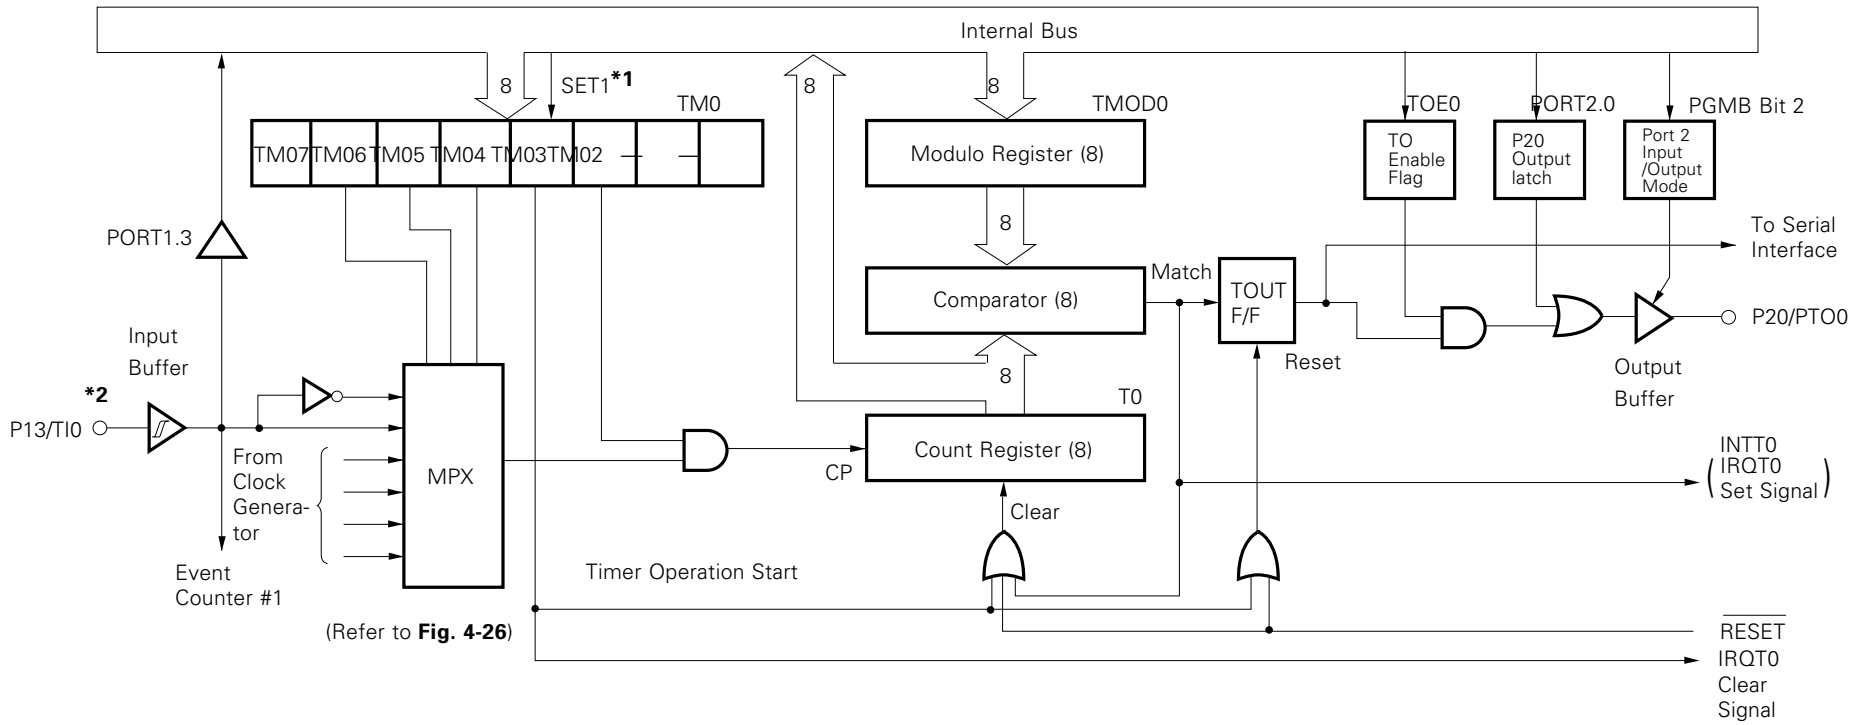 Internal Bus
8
SET1*1
8
8
TM0
TMOD0
TOE0
PORT2.0
PGMB Bit 2
TM07
TM06
TM05
TM04
TM03
TM02
—
—
Modulo Register (8)
TO
Enable
Flag
P20
Output
latch
Port 2
Input
/Output
Mode
PORT1.3
8
To Serial
Interface
Comparator (8)
Match
TOUT
F/F
P20/PTO0
Input
Buffer
Reset
Output
Buffer
8
*2
T0
P13/TI0
From
Clock
Genera-
tor
MPX
CP
Count Register (8)
INTT0
(IRQT0
Set Signal)
Clear
Event
Counter #1
Timer Operation Start
(Refer to Fig. 4-26)
RESET
IRQT0
Clear
Signal